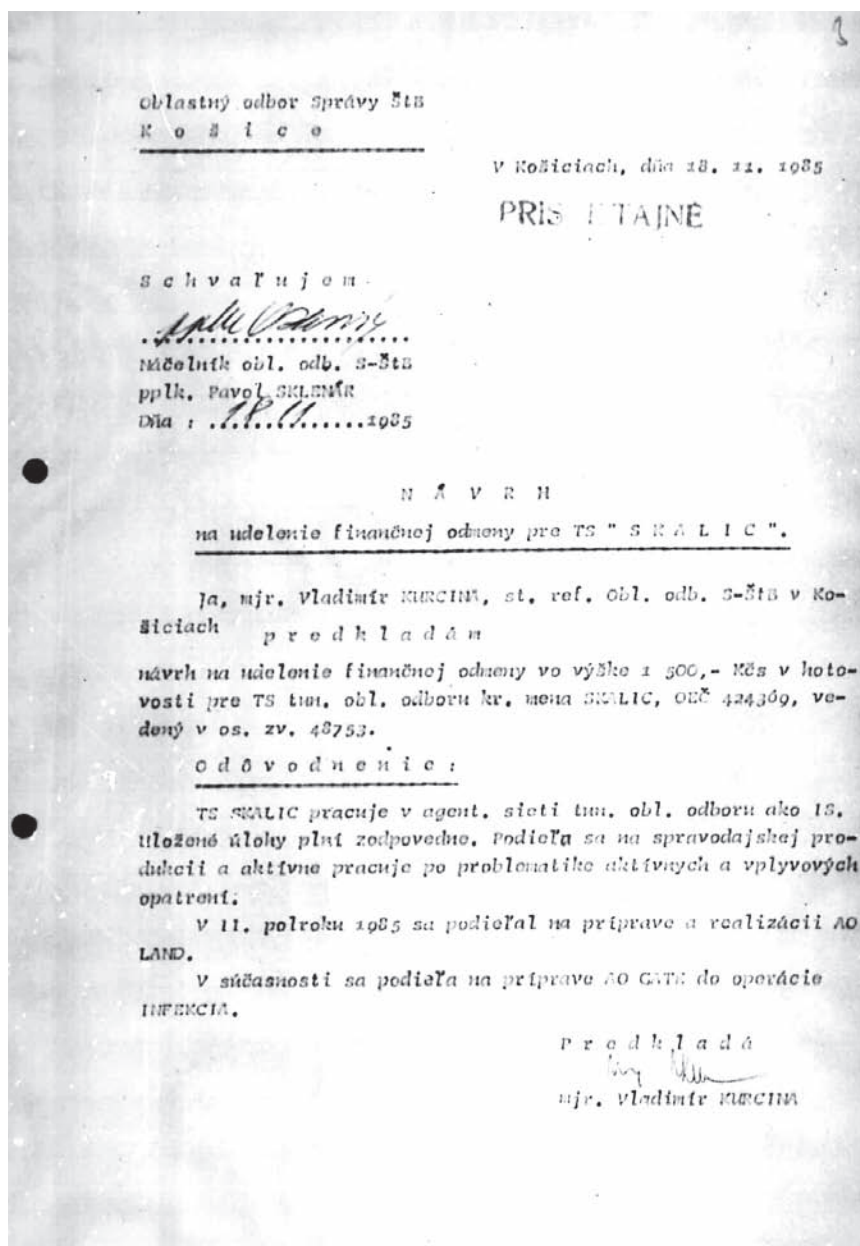 3
Oblastný odbor Správy ŠtB
K o š i c e
V Košiciach, dňa 18. 11. 1985
PRÍS TAJNÉ
S c h v a ľ u j e m
Náčelník obl. odb. S-ŠtB
pplk. Pavol SKLENÁR
Dňa : 18.11. 1985
N Á V R H
na udelenie finančnej odmeny pre TS " S K A L I C ".
Ja, mjr. Vladimír KURCINA, st. ref. Obl. odb. S-ŠtB v Ko-
šiciach p r e d k l a d á m
návrh na udelenie finančnej odmeny vo výške 1 500,- Kčs v hoto-
vosti pre TS tun. obl. odboru kr. mena SKALIC, OEČ 424369, ve-
dený v os. zv. 48753.
O d ô v o d n e n i e :
TS SKALIC pracuje v agent. sieti tun. obl. odboru ako IS.
Uložené úlohy plní zodpovedne. Podieľa sa na spravodajskej pro-
dukcii a aktívne pracuje po problematike aktívnych a vplyvových
opatrení.
V II. polroku 1985 sa podieľal na príprave a realizácii AO
LAND.
V súčasnosti sa podieľa na príprave AO GATE do operácie
INFEKCIA.
P r e d k l a d á
mjr. Vladimír KURCINA